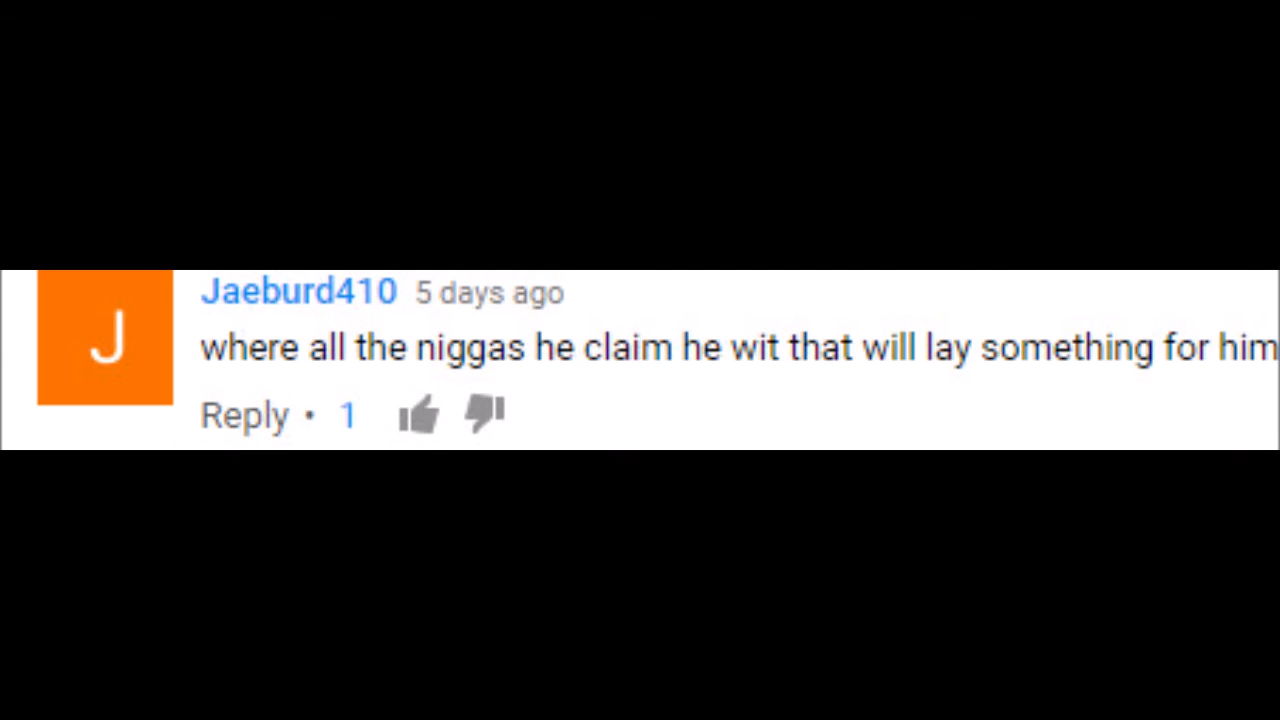 J
Jaeburd410 5 days ago
where all the niggas he claim he wit that will lay something for him
Reply • 1